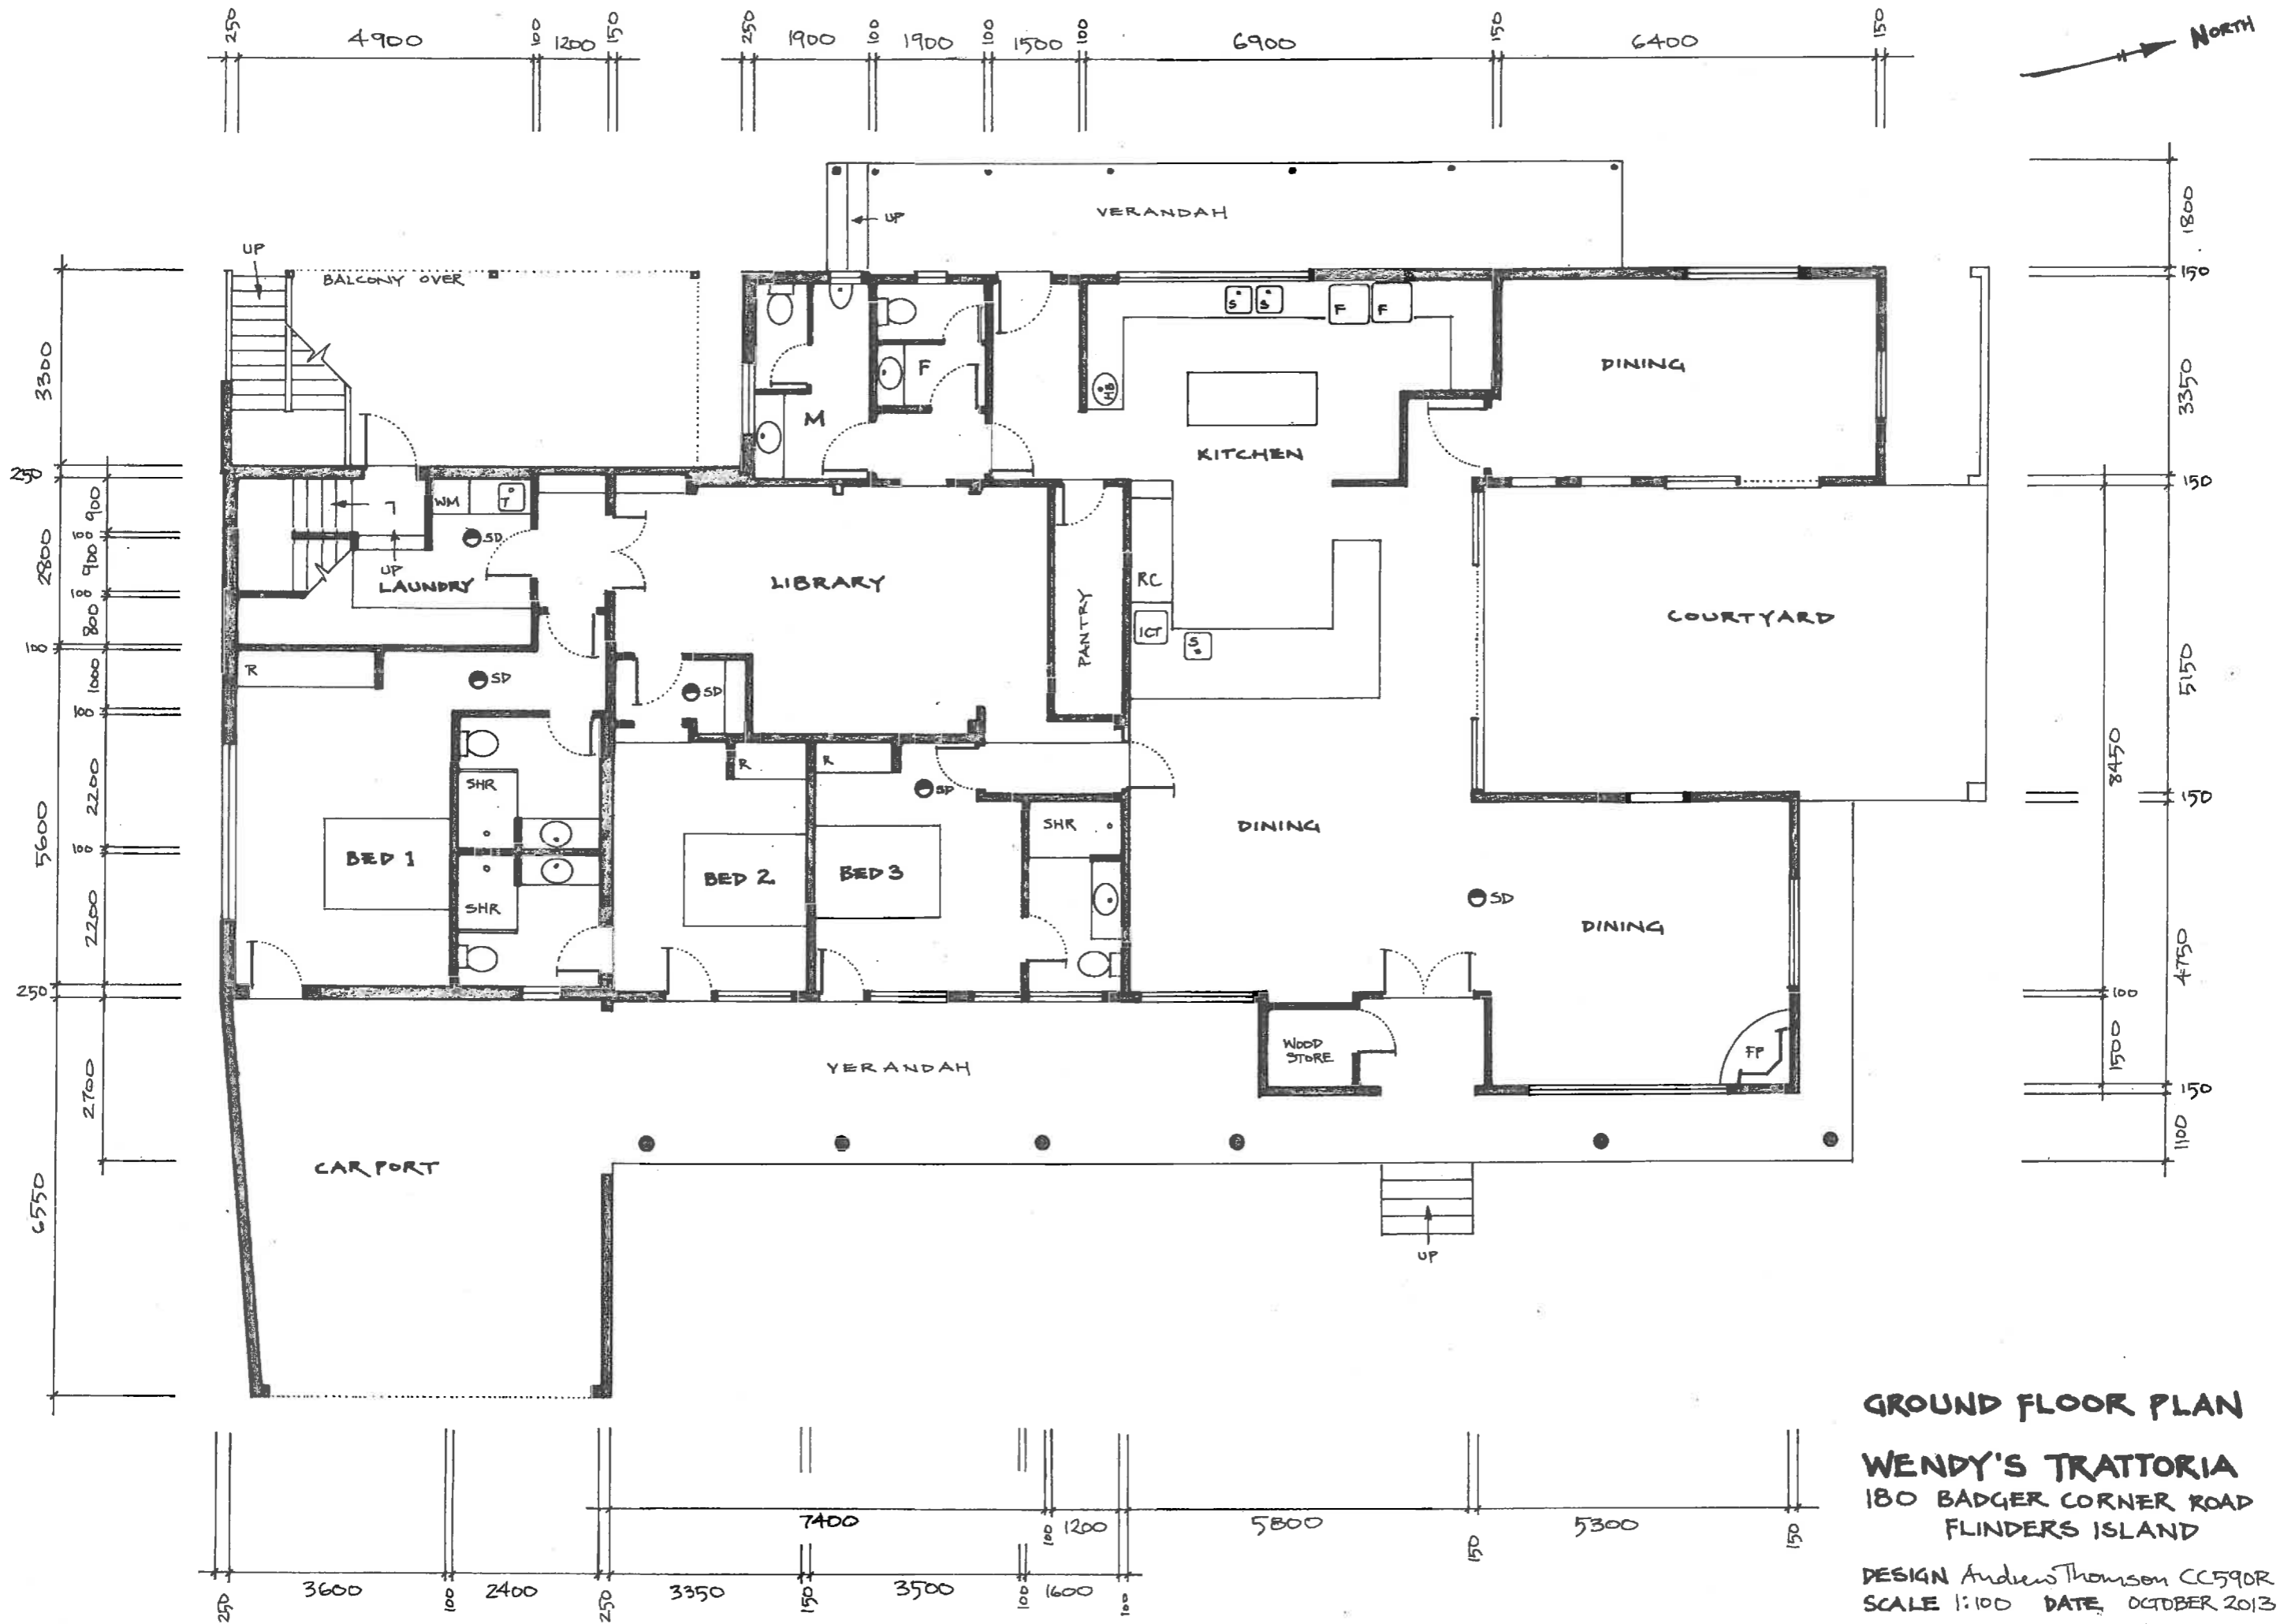 250 4900 100 1200 150 250 1900 100 1900 100 1500 100 6900 150 6400 150
NORTH
VERANDAH
UP
UP
BALCONY OVER
1800
150
3350
150
5150
8450
150
4750
100
1500
150
1100
3300
250
900
100
2800
900
100
800
100
1000
100
2200
5600
100
2200
250
2700
6550
S S F F
HB
F
M
KITCHEN
DINING
WM T
SD
UP
LAUNDRY
LIBRARY
PANTRY
RC
ICT
S
COURTYARD
R
SD
SD
R
R
SD
SHR
SHR
BED 1
BED 2
BED 3
SHR
DINING
SD
DINING
WOOD
STORE
FP
VERANDAH
CARPORT
UP
7400 100 1200 5800 150 5300 150
250 3600 100 2400 250 3350 150 3500 100 1600 100
GROUND FLOOR PLAN
WENDY'S TRATTORIA
180 BADGER CORNER ROAD
FLINDERS ISLAND
DESIGN Andrew Thomson CC590R
SCALE 1:100 DATE OCTOBER 2013